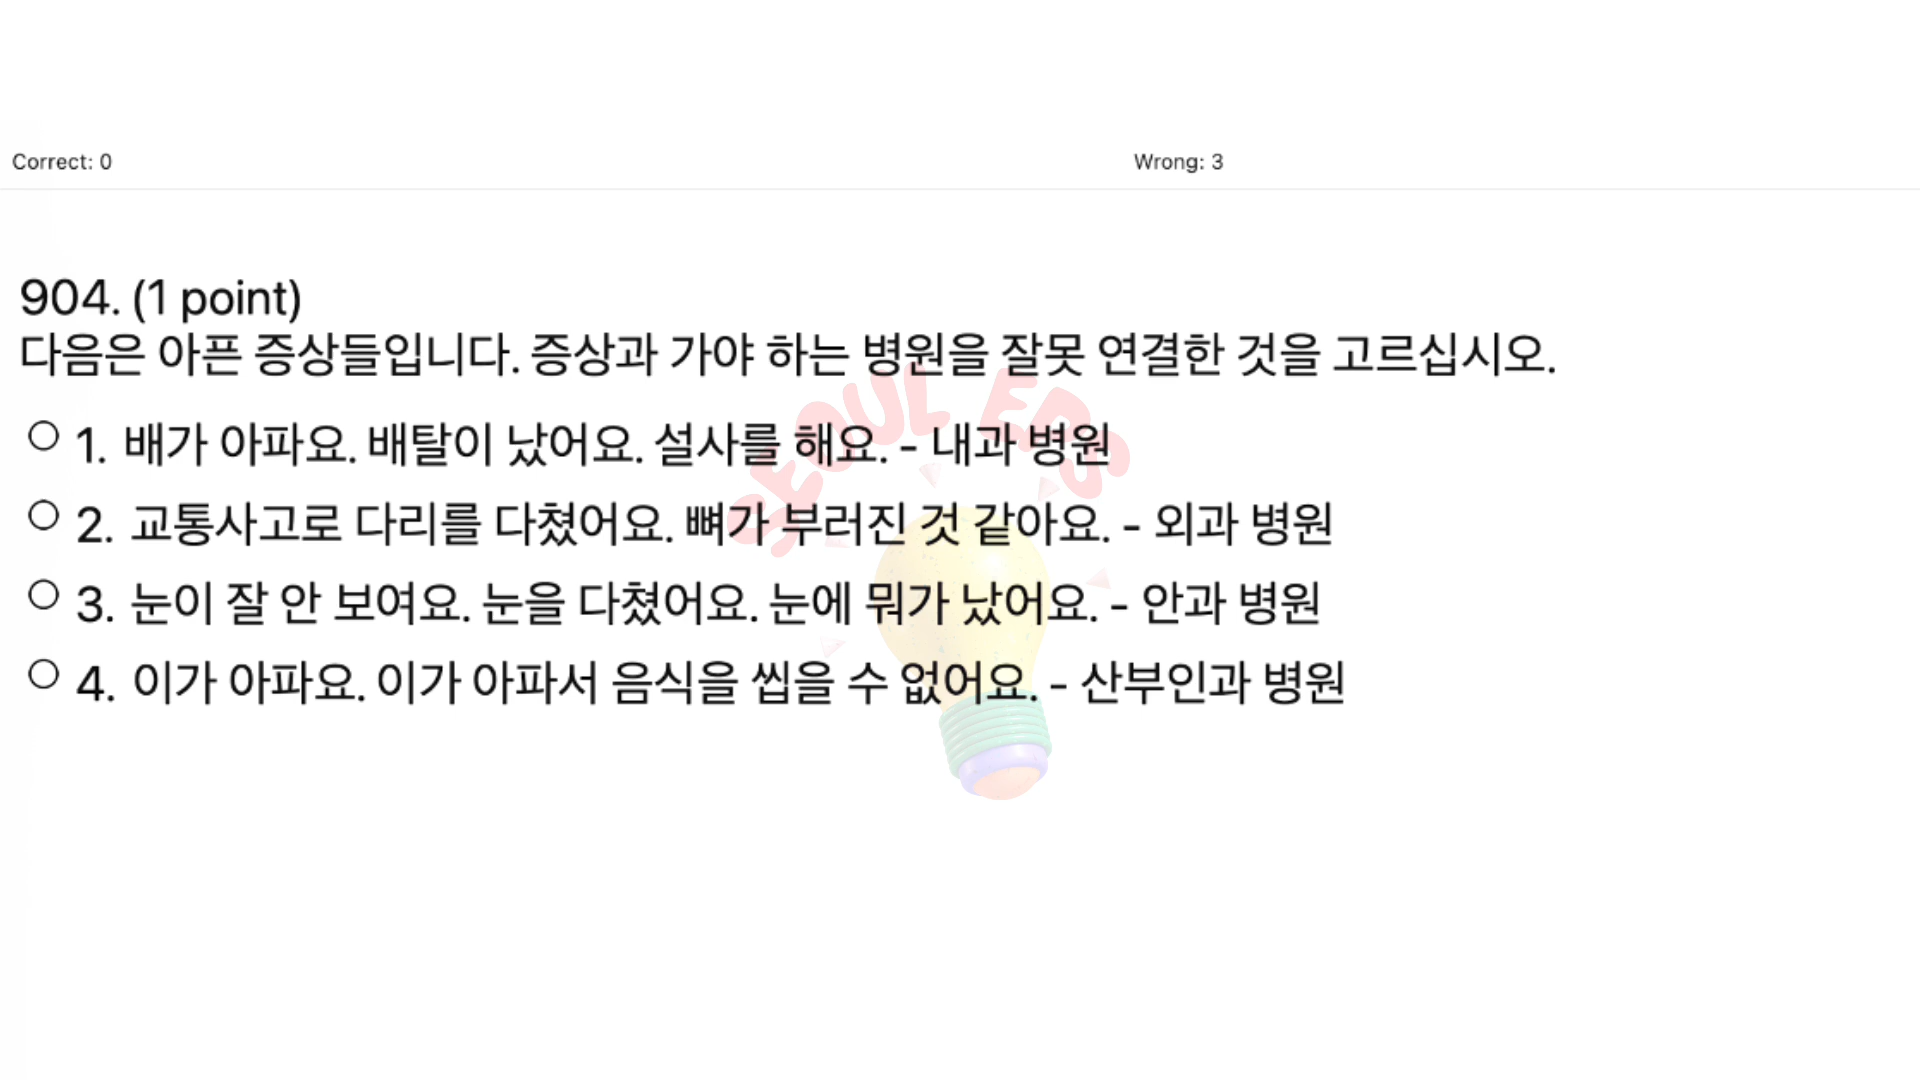 Correct: 0
Wrong: 3
904. (1 point)
다음은 아픈 증상들입니다. 증상과 가야 하는 병원을 잘못 연결한 것을 고르십시오.
1. 배가 아파요. 배탈이 났어요. 설사를 해요. - 내과 병원
2. 교통사고로 다리를 다쳤어요. 뼈가 부러진 것 같아요. - 외과 병원
3. 눈이 잘 안 보여요. 눈을 다쳤어요. 눈에 뭐가 났어요. - 안과 병원
4. 이가 아파요. 이가 아파서 음식을 씹을 수 없어요. - 산부인과 병원
SEOUL EBS